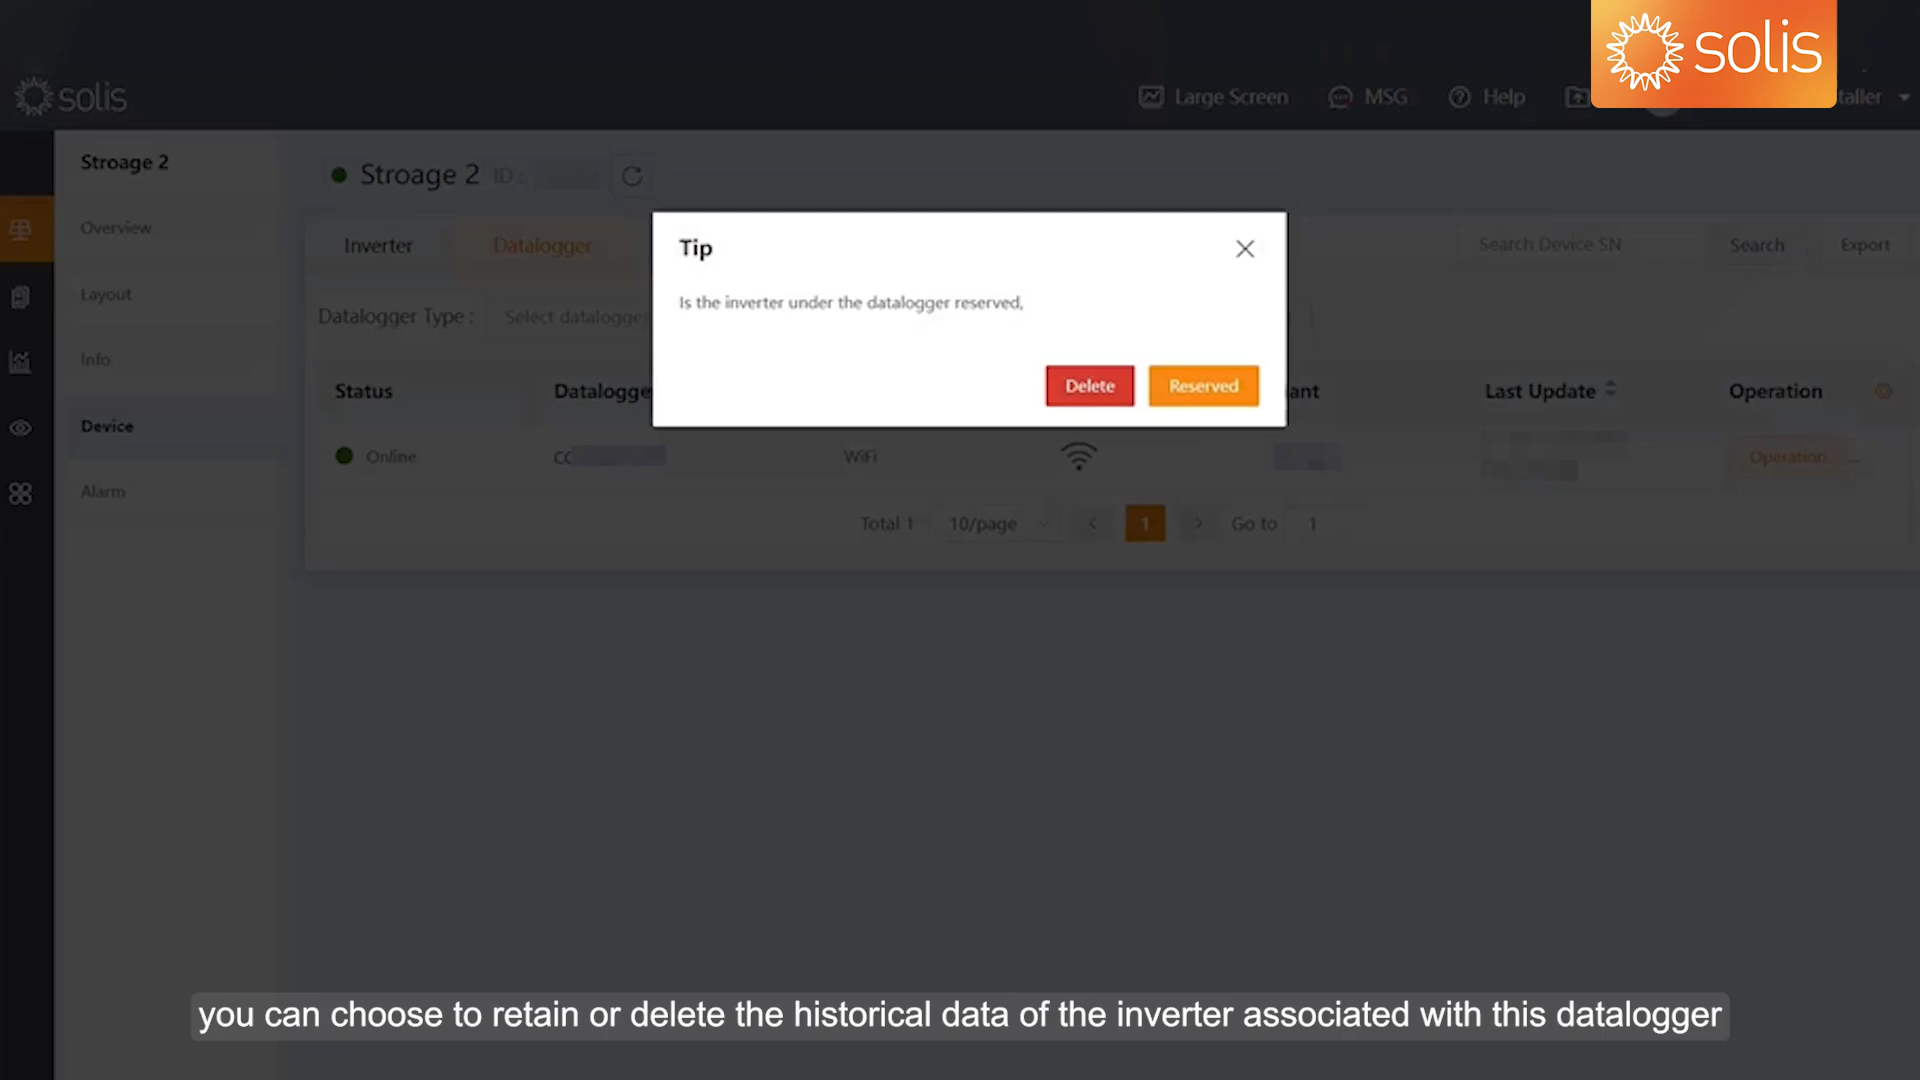 solis
solis
Large Screen
MSG
Help
taller
Stroage 2
Overview
Layout
Info
Device
Alarm
Stroage 2 ID :
Inverter
Datalogger
Search Device SN
Search
Export
Datalogger Type :
Select datalogger
Tip
Is the inverter under the datalogger reserved,
Delete
Reserved
Status
Datalogge
ant
Last Update
Operation
Online
CC
WiFi
Operation
Total 1
10/page
1
Go to
1
you can choose to retain or delete the historical data of the inverter associated with this datalogger